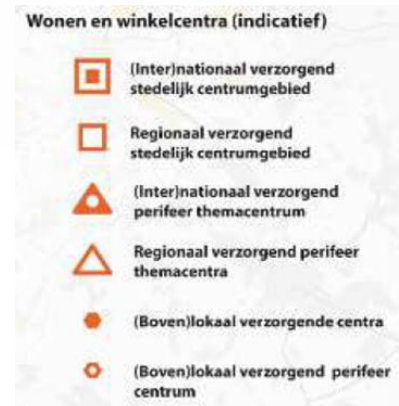 Wonen en winkelcentra (indicatief)
(Inter)nationaal verzorgend
stedelijk centrumgebied
Regionaal verzorgend
stedelijk centrumgebied
(Inter)nationaal verzorgend
perifeer themacentrum
Regionaal verzorgend perifeer
themacentra
(Boven)lokaal verzorgende centra
(Boven)lokaal verzorgend perifeer
centrum